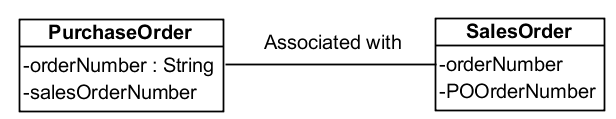 PurchaseOrder
-orderNumber : String
-salesOrderNumber
Associated with
SalesOrder
-orderNumber
-POOrderNumber